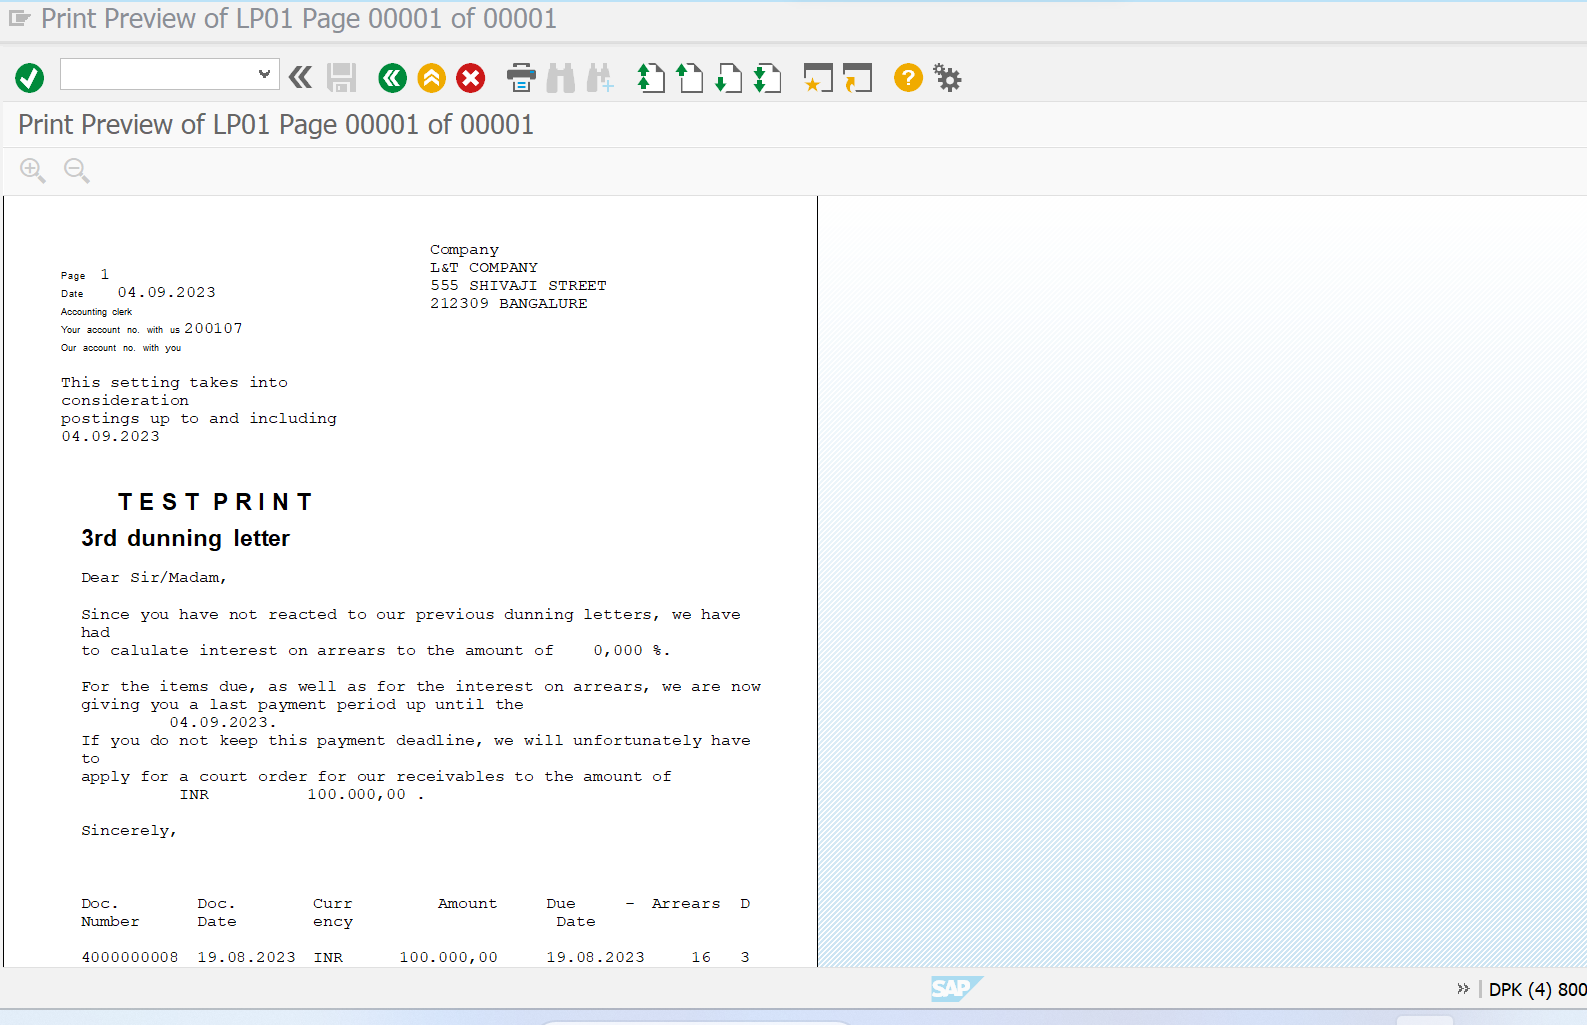 Print Preview of LP01 Page 00001 of 00001
Print Preview of LP01 Page 00001 of 00001
Company
L&T COMPANY
555 SHIVAJI STREET
212309 BANGALURE
Page 1
Date 04.09.2023
Accounting clerk
Your account no. with us 200107
Our account no. with you
This setting takes into
consideration
postings up to and including
04.09.2023
TEST PRINT
3rd dunning letter
Dear Sir/Madam,
Since you have not reacted to our previous dunning letters, we have
had
to calulate interest on arrears to the amount of 0,000 %.
For the items due, as well as for the interest on arrears, we are now
giving you a last payment period up until the
04.09.2023.
If you do not keep this payment deadline, we will unfortunately have
to
apply for a court order for our receivables to the amount of
INR 100.000,00 .
Sincerely,
Doc. Doc. Curr Amount Due - Arrears D
Number Date ency Date
4000000008 19.08.2023 INR 100.000,00 19.08.2023 16 3
SAP
DPK (4) 800